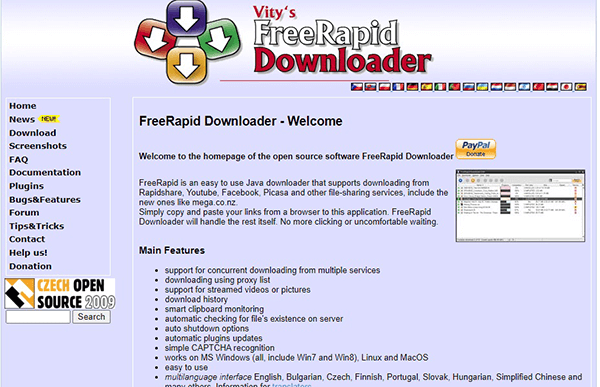 Vity's
FreeRapid
Downloader
Home
News NEW!
Download
Screenshots
FAQ
Documentation
Plugins
Bugs&Features
Forum
Tips&Tricks
Contact
Help us!
Donation
CZECH OPEN
SOURCE 2009
Search
FreeRapid Downloader - Welcome
Welcome to the homepage of the open source software FreeRapid Downloader
PayPal
Donate
FreeRapid is an easy to use Java downloader that supports downloading from
Rapidshare, Youtube, Facebook, Picasa and other file-sharing services, include the
new ones like mega.co.nz.
Simply copy and paste your links from a browser to this application. FreeRapid
Downloader will handle the rest itself. No more clicking or uncomfortable waiting.
Main Features
• support for concurrent downloading from multiple services
• downloading using proxy list
• support for streamed videos or pictures
• download history
• smart clipboard monitoring
• automatic checking for file's existence on server
• auto shutdown options
• automatic plugins updates
• simple CAPTCHA recognition
• works on MS Windows (all, include Win7 and Win8), Linux and MacOS
• easy to use
• multilanguage interface English, Bulgarian, Czech, Finnish, Portugal, Slovak, Hungarian, Simplified Chinese and
many others. Information for translators